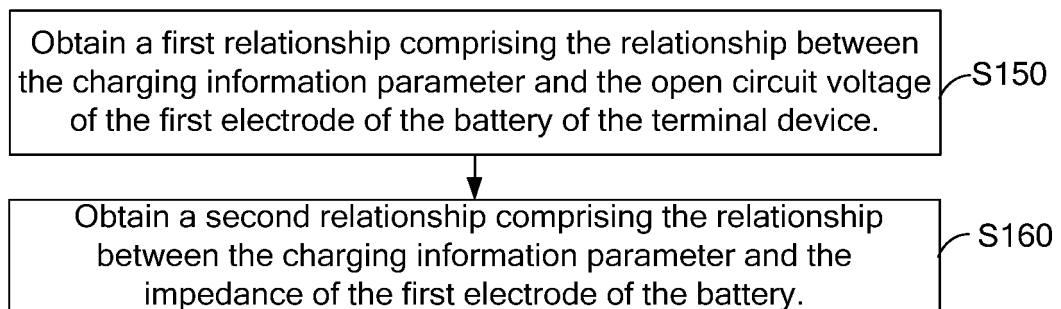 Obtain a first relationship comprising the relationship between
the charging information parameter and the open circuit voltage
of the first electrode of the battery of the terminal device.
S150
Obtain a second relationship comprising the relationship
between the charging information parameter and the
impedance of the first electrode of the battery.
S160